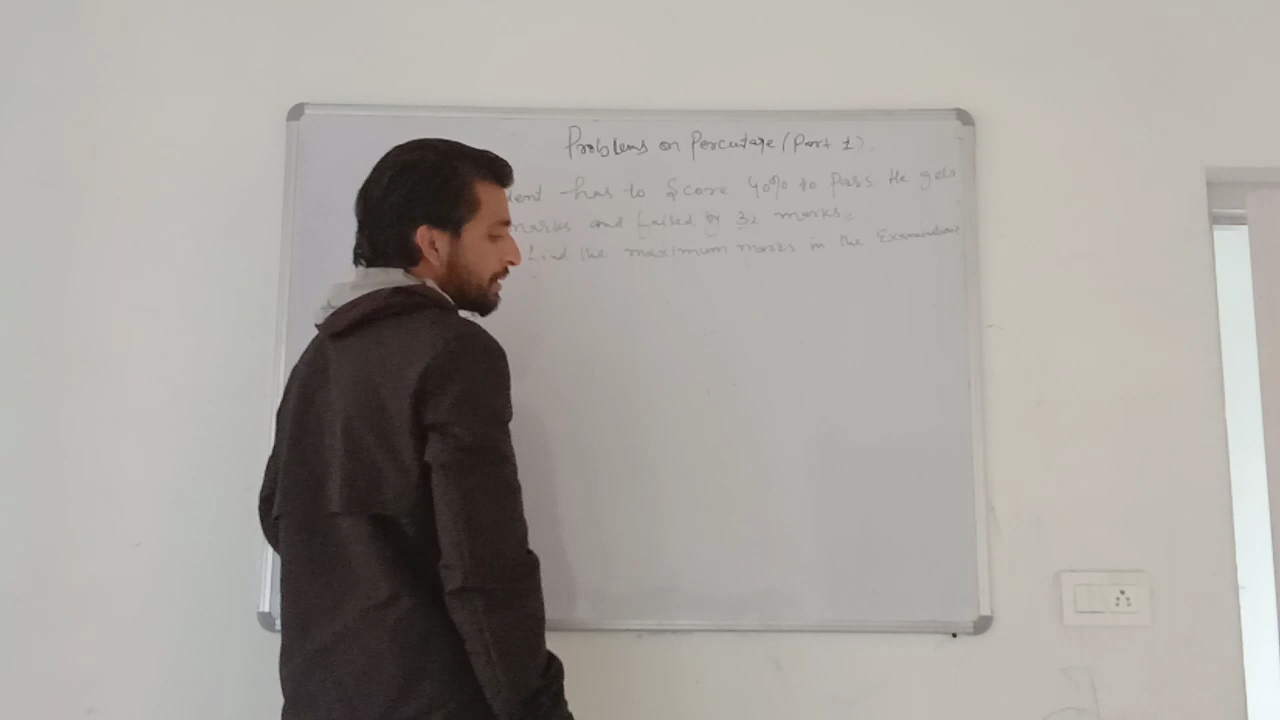 Problems on Percutage (Part 1).
dent has to Score 40% to Pass. He gets
marks and failed by 32 marks.
find the maximum marks in the Examination?